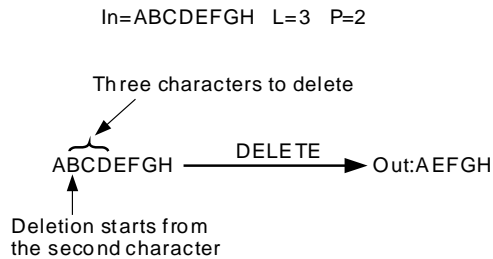 In=ABCDEFGH L=3 P=2
Three characters to delete
ABCDEFGH DELETE Out:AEFGH
Deletion starts from
the second character